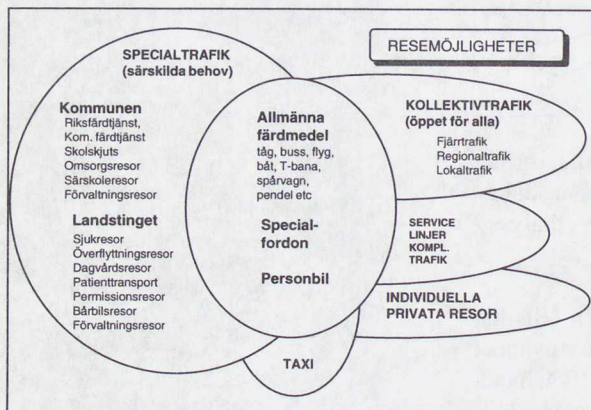 RESEMÖJLIGHETER
SPECIALTRAFIK
(särskilda behov)
Kommunen
Riksfärdtjänst,
Kom. färdtjänst
Skolskjuts
Omsorgsresor
Särskoleresor
Förvaltningsresor
Landstinget
Sjukresor
Överflyttningsresor
Dagvårdsresor
Patienttransport
Permissionsresor
Bårbilsresor
Förvaltningsresor
Allmänna
färdmedel
tåg, buss, flyg,
båt, T-bana,
spårvagn,
pendel etc
Special-
fordon
Personbil
KOLLEKTIVTRAFIK
(öppet för alla)
Fjärrtrafik
Regionaltrafik
Lokaltrafik
SERVICE
LINJER
KOMPL.
TRAFIK
INDIVIDUELLA
PRIVATA RESOR
TAXI